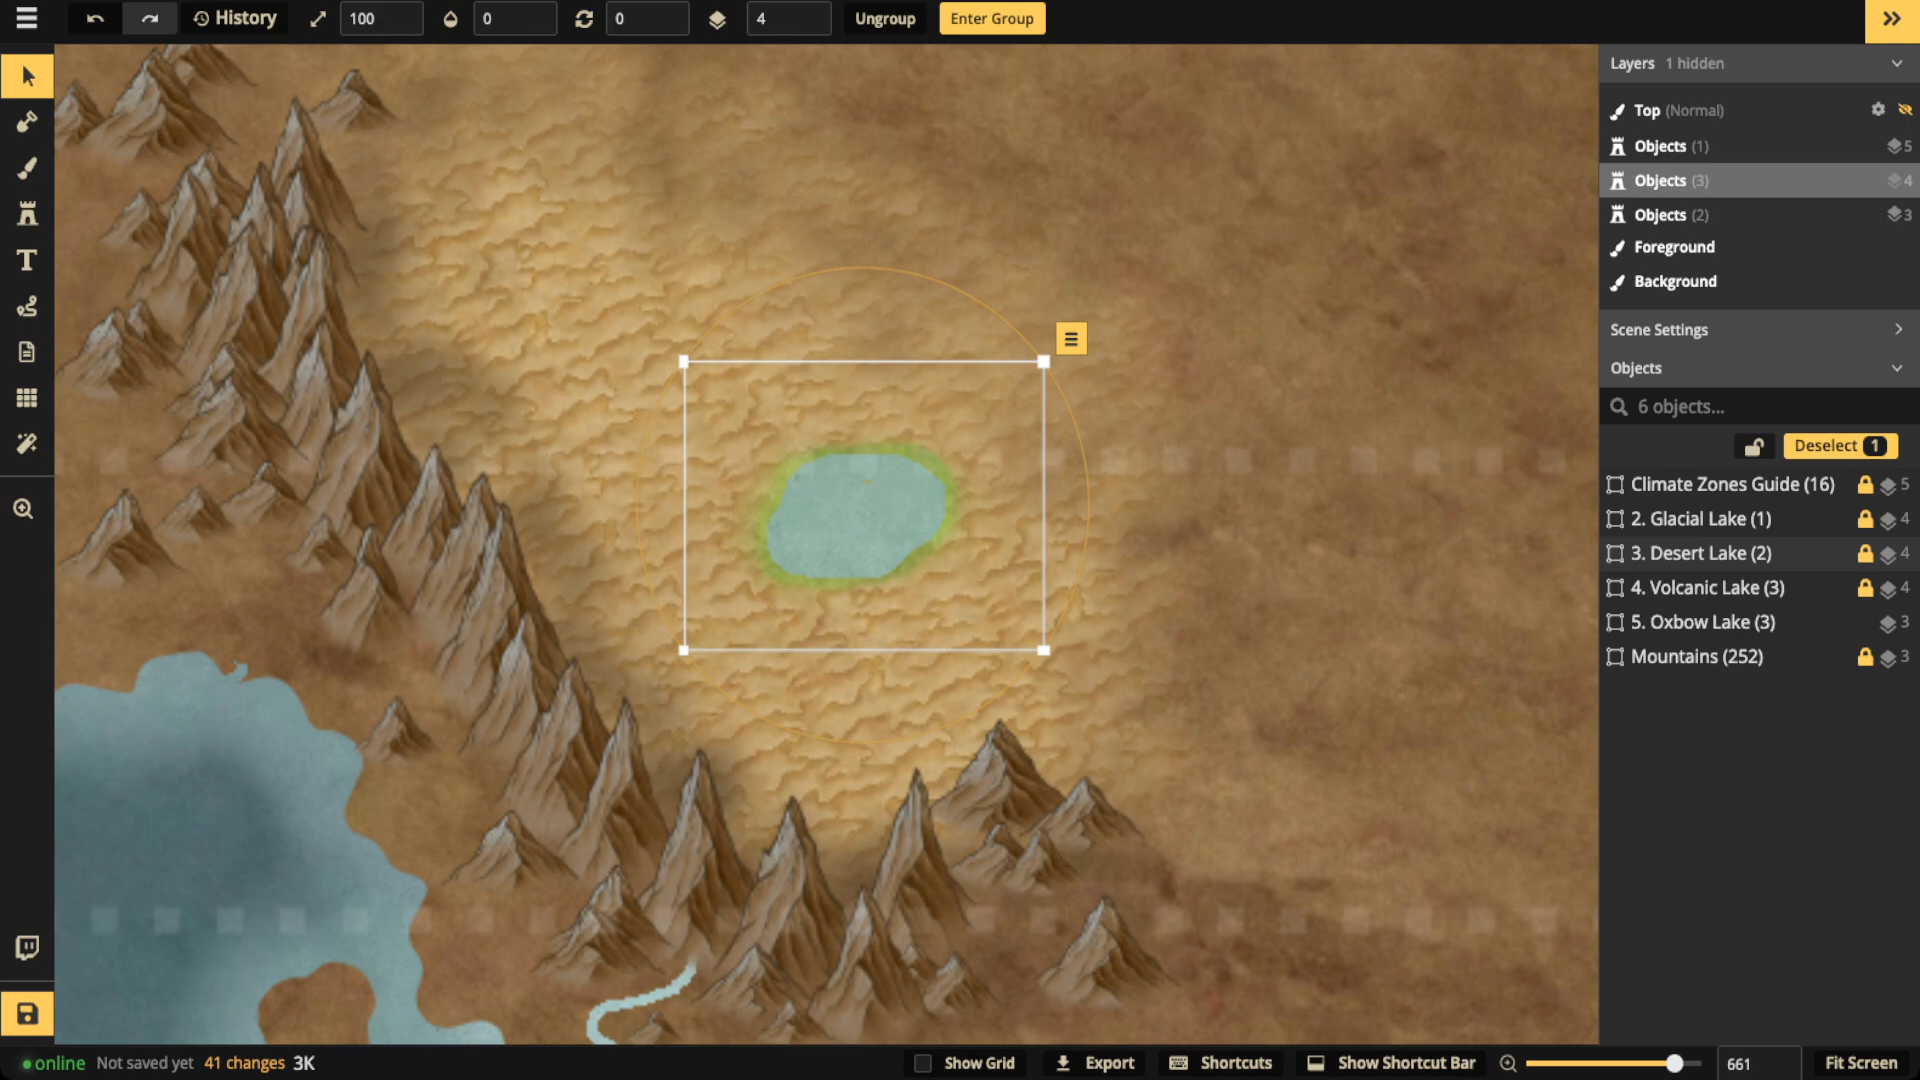 History 100 0 0 4 Ungroup Enter Group
Layers 1 hidden
Top (Normal)
Objects (1) 5
Objects (3) 4
Objects (2) 3
Foreground
Background
Scene Settings
Objects
6 objects...
Deselect 1
Climate Zones Guide (16) 5
2. Glacial Lake (1) 4
3. Desert Lake (2) 4
4. Volcanic Lake (3) 4
5. Oxbow Lake (3) 3
Mountains (252) 3
T
online Not saved yet 41 changes 3K Show Grid Export Shortcuts Show Shortcut Bar 661 Fit Screen